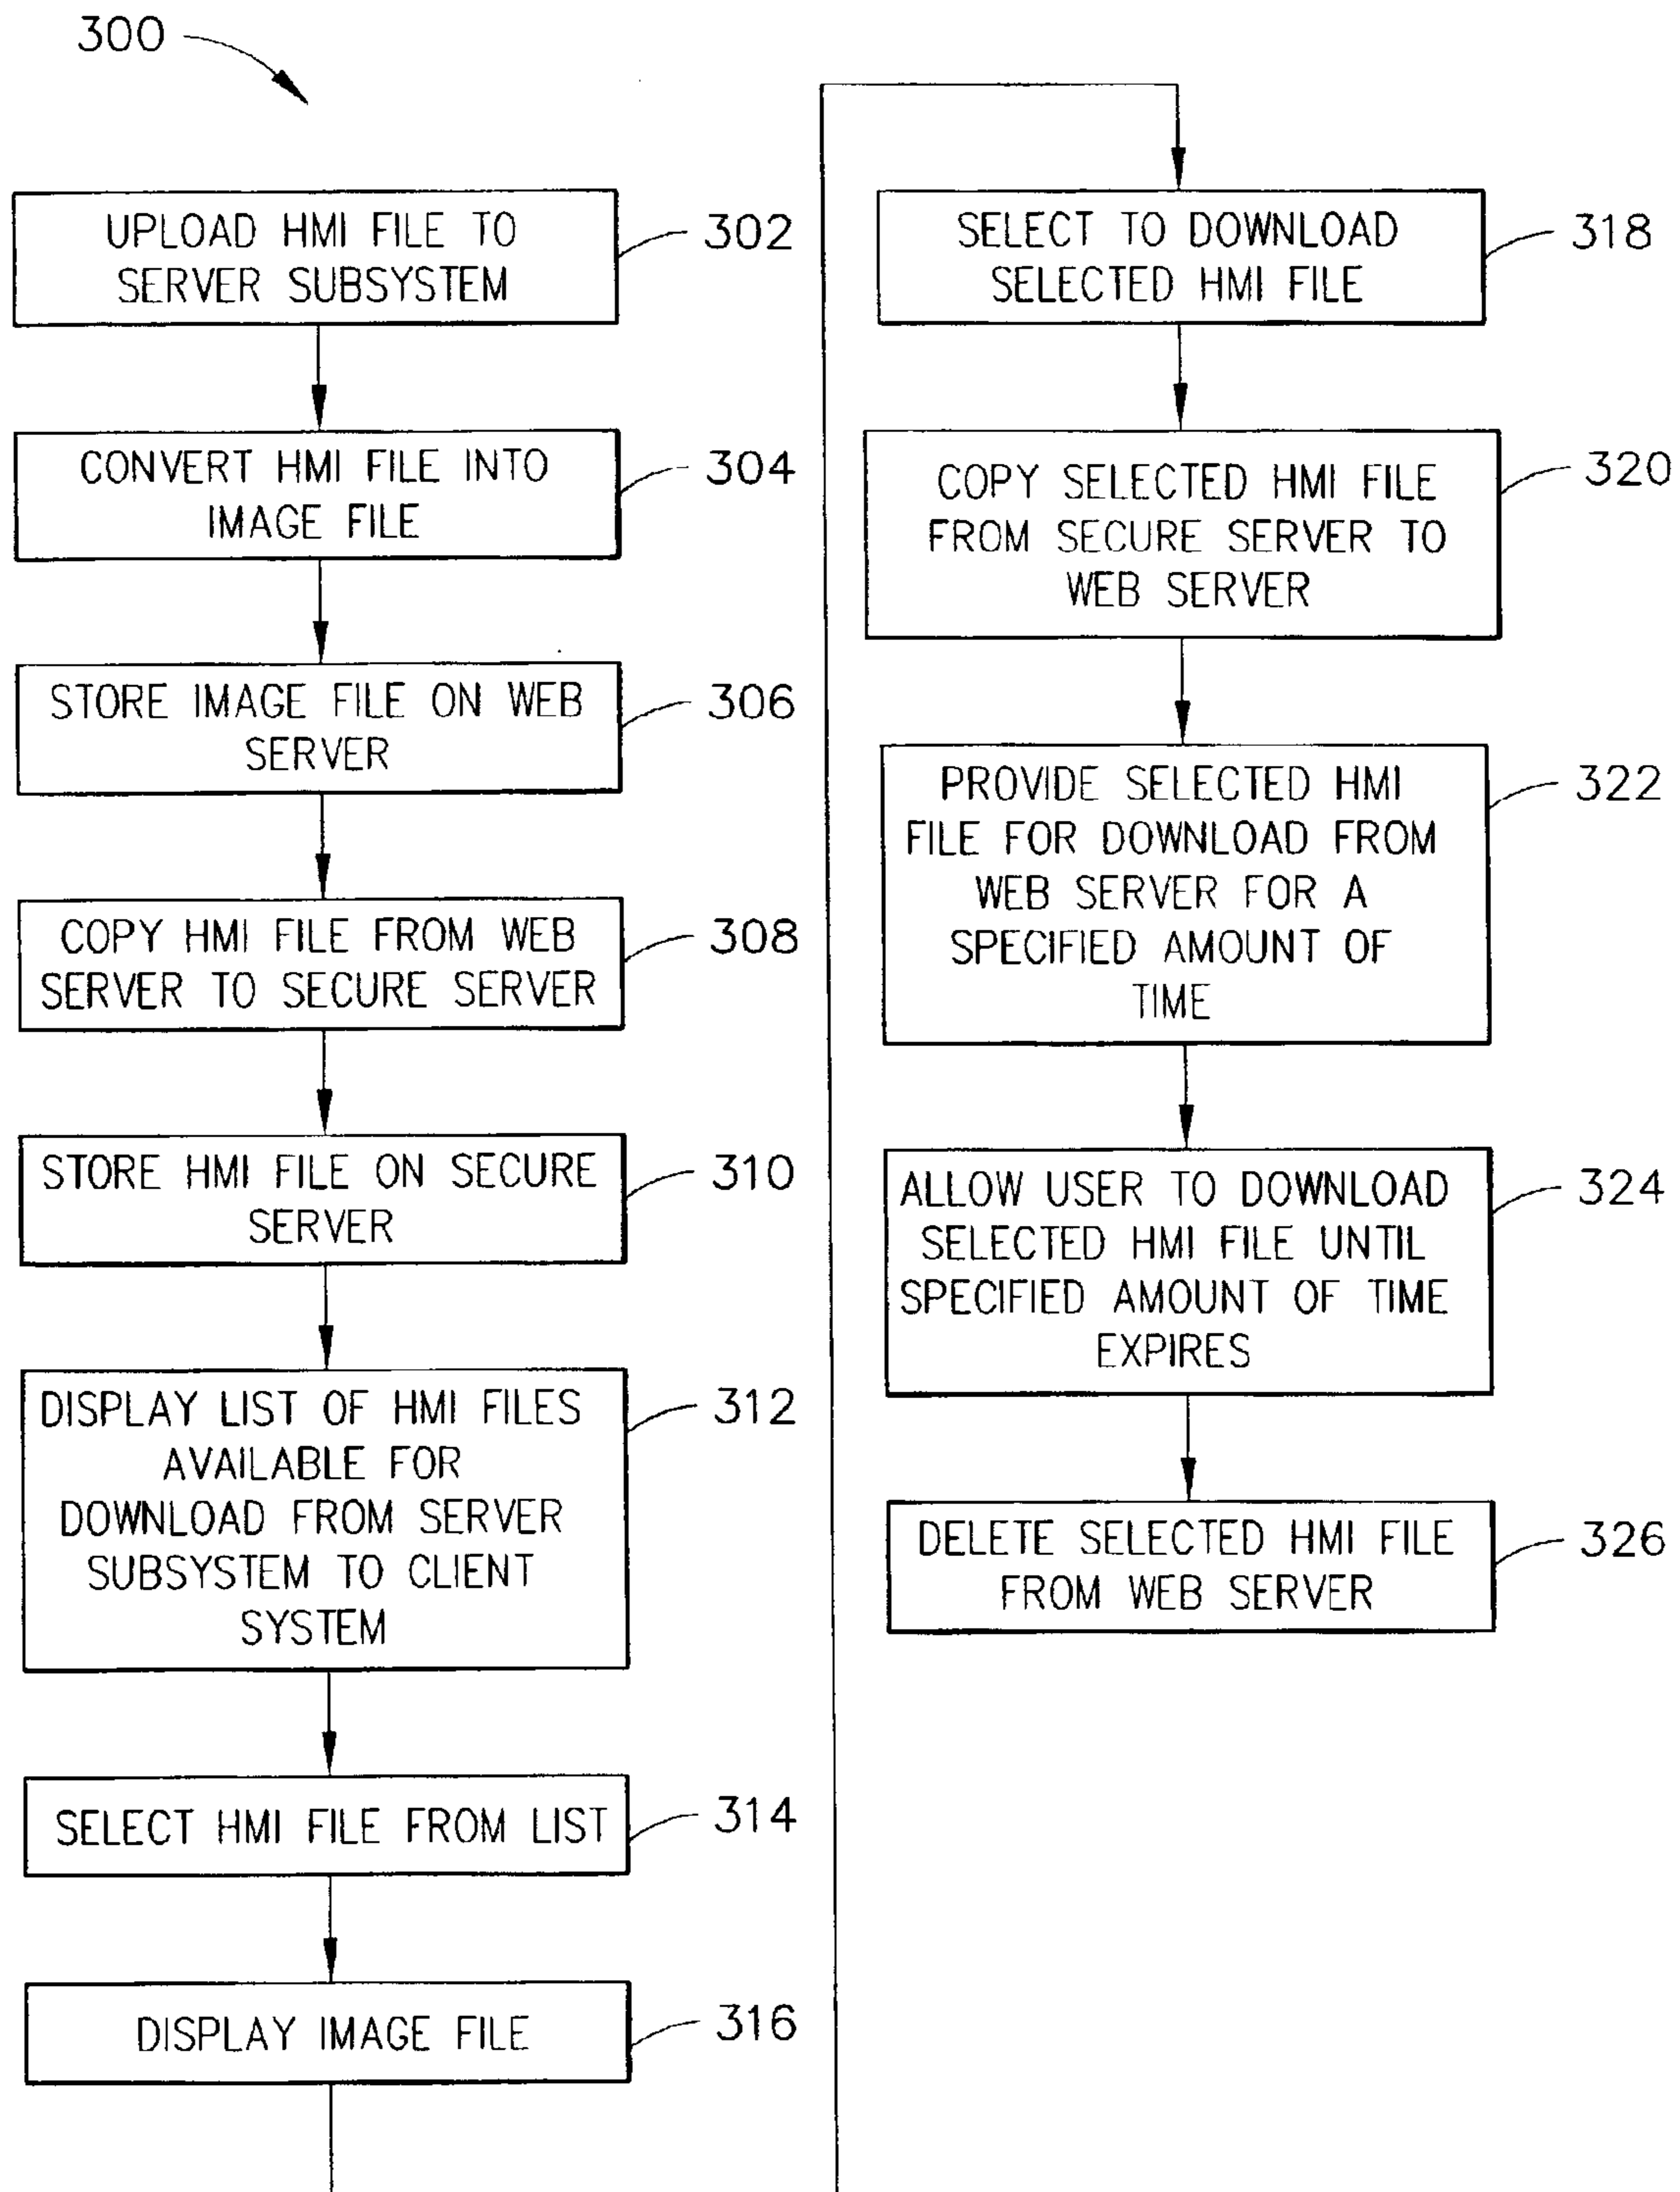 300
UPLOAD HMI FILE TO
SERVER SUBSYSTEM
302
CONVERT HMI FILE INTO
IMAGE FILE
304
STORE IMAGE FILE ON WEB
SERVER
306
COPY HMI FILE FROM WEB
SERVER TO SECURE SERVER
308
STORE HMI FILE ON SECURE
SERVER
310
DISPLAY LIST OF HMI FILES
AVAILABLE FOR
DOWNLOAD FROM SERVER
SUBSYSTEM TO CLIENT
SYSTEM
312
SELECT HMI FILE FROM LIST
314
DISPLAY IMAGE FILE
316
SELECT TO DOWNLOAD
SELECTED HMI FILE
318
COPY SELECTED HMI FILE
FROM SECURE SERVER TO
WEB SERVER
320
PROVIDE SELECTED HMI
FILE FOR DOWNLOAD FROM
WEB SERVER FOR A
SPECIFIED AMOUNT OF
TIME
322
ALLOW USER TO DOWNLOAD
SELECTED HMI FILE UNTIL
SPECIFIED AMOUNT OF TIME
EXPIRES
324
DELETE SELECTED HMI FILE
FROM WEB SERVER
326